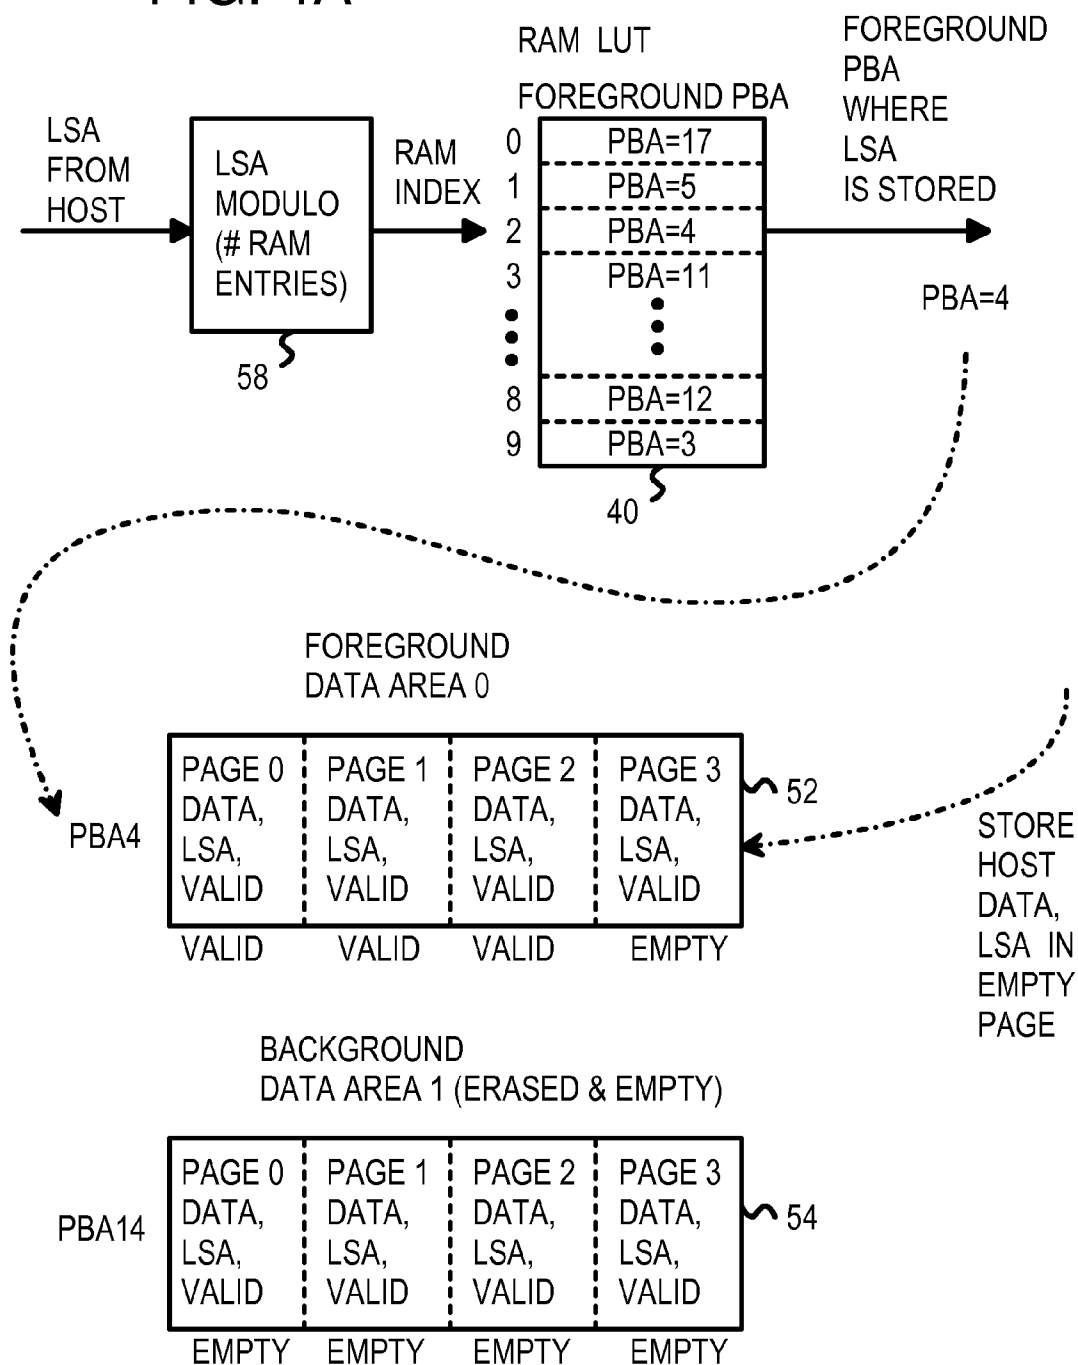 RAM LUT
FOREGROUND PBA
FOREGROUND
PBA
WHERE
LSA
IS STORED
LSA
FROM
HOST
LSA
MODULO
(# RAM
ENTRIES)
58
RAM
INDEX
0 PBA=17
1 PBA=5
2 PBA=4
3 PBA=11
8 PBA=12
9 PBA=3
40
PBA=4
FOREGROUND
DATA AREA 0
PBA4
PAGE 0
DATA,
LSA,
VALID
PAGE 1
DATA,
LSA,
VALID
PAGE 2
DATA,
LSA,
VALID
PAGE 3
DATA,
LSA,
VALID
52
VALID VALID VALID EMPTY
STORE
HOST
DATA,
LSA IN
EMPTY
PAGE
BACKGROUND
DATA AREA 1 (ERASED & EMPTY)
PBA14
PAGE 0
DATA,
LSA,
VALID
PAGE 1
DATA,
LSA,
VALID
PAGE 2
DATA,
LSA,
VALID
PAGE 3
DATA,
LSA,
VALID
54
EMPTY EMPTY EMPTY EMPTY